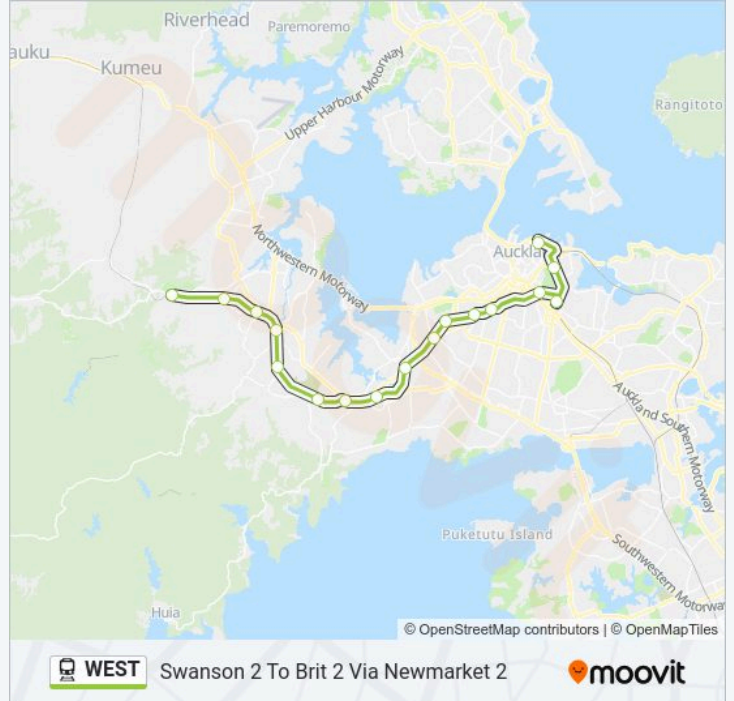 Riverhead
Paremoremo
auku
Kumeu
Upper Harbour Motorway
Rangitoto
Northwestern Motorway
Auckla
Auckland Southern Motorway
Puketutu Island
Southwestern Motorway
Huia
© OpenStreetMap contributors | © OpenMapTiles
WEST Swanson 2 To Brit 2 Via Newmarket 2 moovit